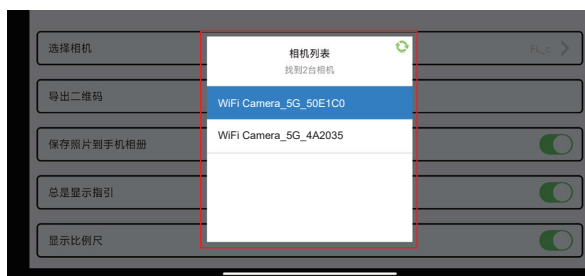 选择相机
FL_c
导出二维码
保存照片到手机相册
总是显示指引
显示比例尺
相机列表
找到2台相机
WiFi Camera_5G_50E1C0
WiFi Camera_5G_4A2035